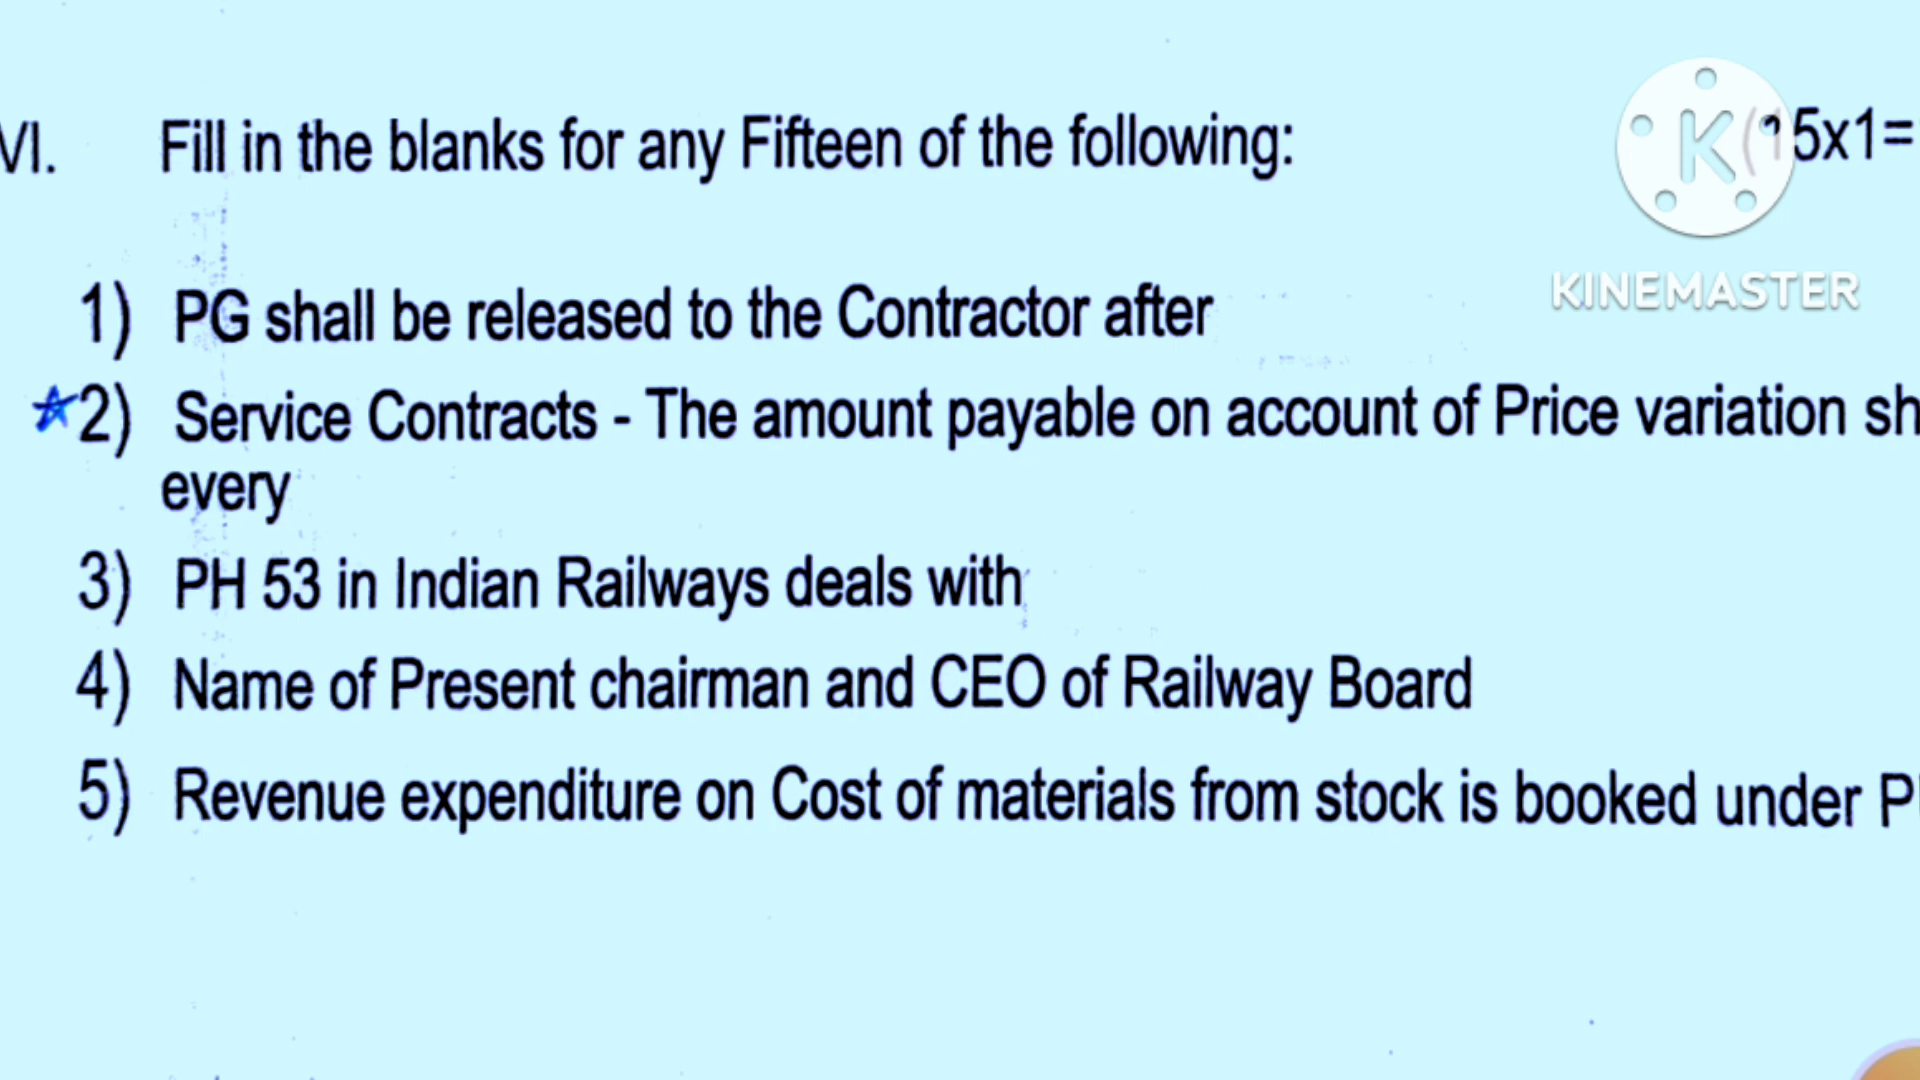 VI. Fill in the blanks for any Fifteen of the following: (15x1=
KINEMASTER
1) PG shall be released to the Contractor after
2) Service Contracts - The amount payable on account of Price variation sh
every
3) PH 53 in Indian Railways deals with
4) Name of Present chairman and CEO of Railway Board
5) Revenue expenditure on Cost of materials from stock is booked under P